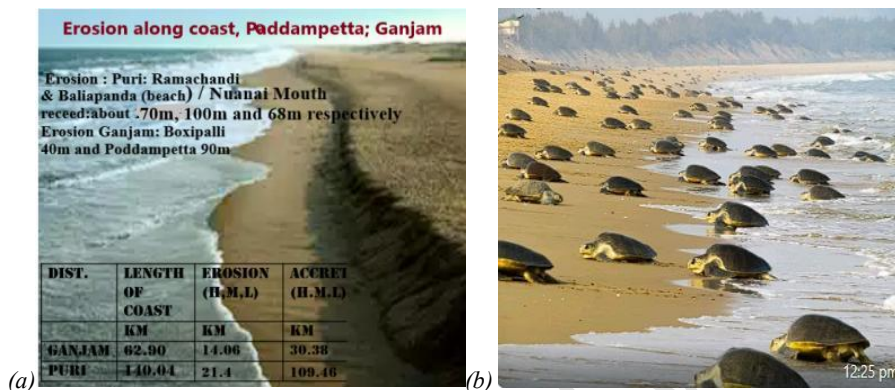 Erosion along coast, Paddampetta; Ganjam
Erosion : Puri: Ramachandi
& Baliapanda (beach) / Nuanai Mouth
receed:about .70m, 100m and 68m respectively
Erosion Ganjam: Boxipalli
40m and Poddampetta 90m
DIST. LENGTH OF COAST EROSION (H,M,L) ACCRET (H.M.L)
KM KM KM
GANJAM 62.90 14.06 30.38
PURI 140.04 21.4 109.46
(a)
(b)
12:25 pm